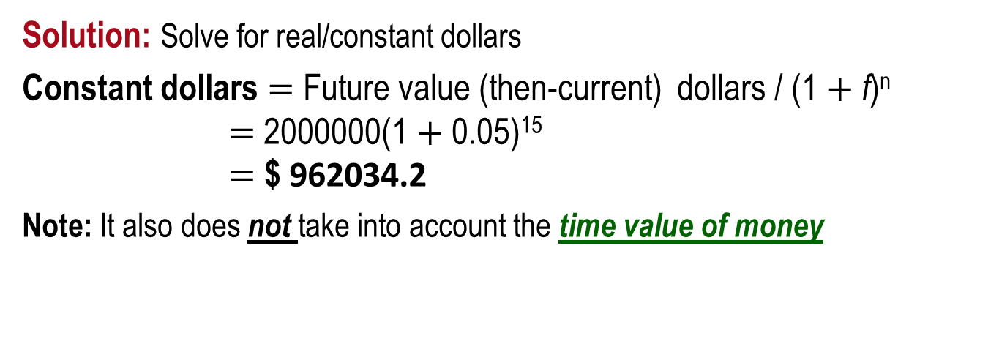 Solution: Solve for real/constant dollars
Constant dollars = Future value (then-current) dollars / (1 + f)ⁿ
= 2000000(1 + 0.05)¹⁵
= $ 962034.2
Note: It also does not take into account the time value of money